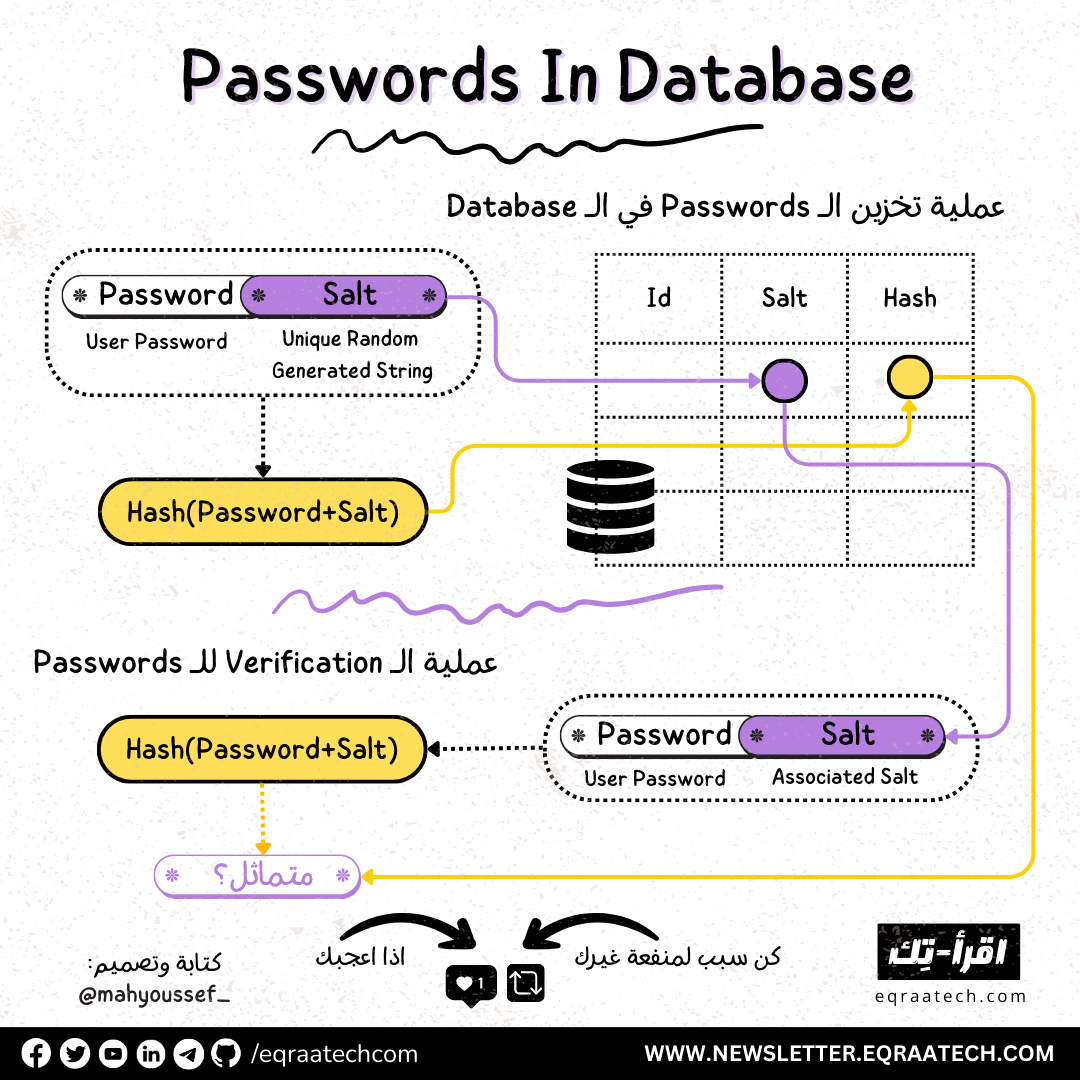 Passwords In Database
عملية تخزين الـ Passwords في الـ Database
Password
Salt
User Password
Unique Random
Generated String
Hash(Password+Salt)
Id
Salt
Hash
عملية الـ Verification للـ Passwords
Hash(Password+Salt)
Password
Salt
User Password
Associated Salt
متماثل؟
كتابة وتصميم:
@mahyoussef_
اذا اعجبك
1
كن سبب لمنفعة غيرك
اقرأ-تِك
eqraatech.com
/eqraatechcom
WWW.NEWSLETTER.EQRAATECH.COM